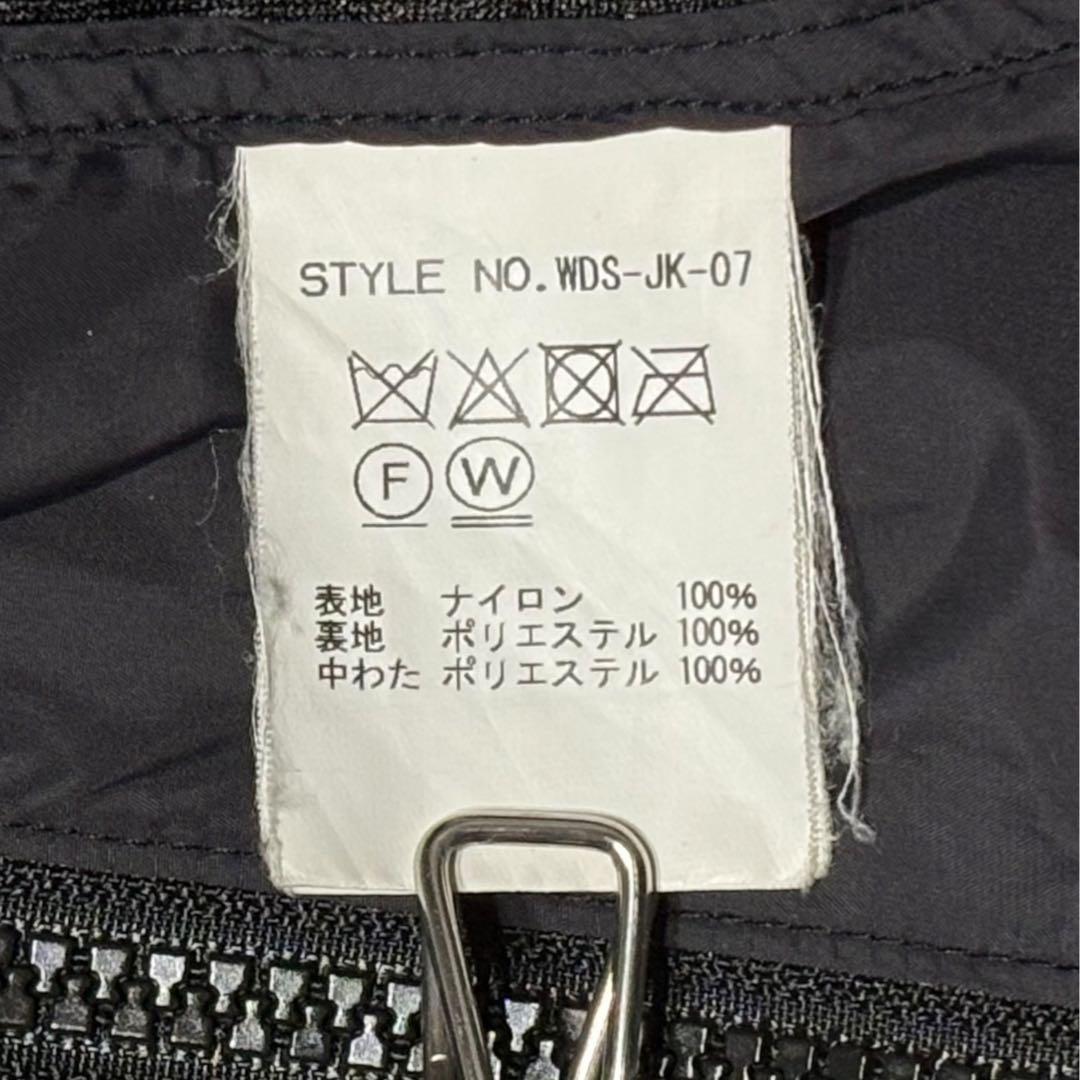 STYLE NO.WDS-JK-07
F W
表地 ナイロン 100%
裏地 ポリエステル 100%
中わた ポリエステル 100%